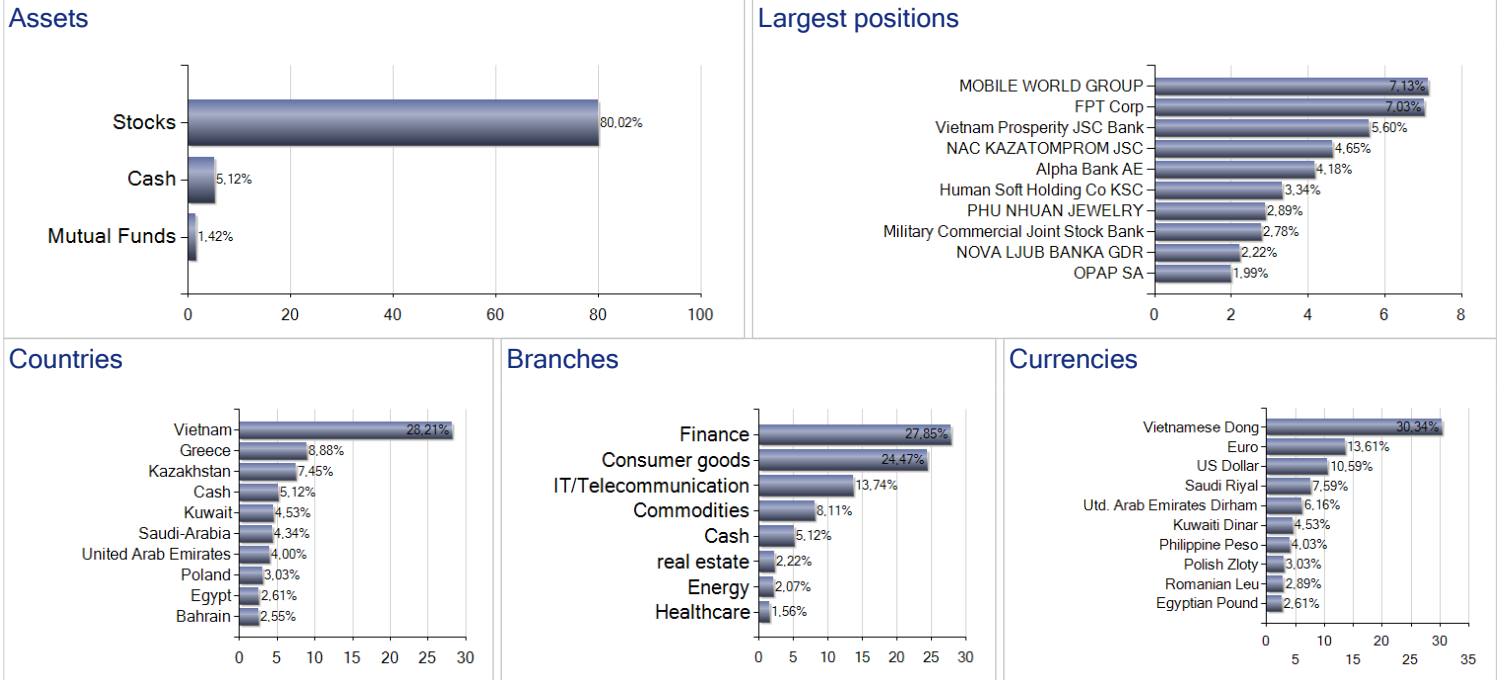 Assets
Stocks 80,02%
Cash 5,12%
Mutual Funds 1,42%
0 20 40 60 80 100
Largest positions
MOBILE WORLD GROUP 7,13%
FPT Corp 7,03%
Vietnam Prosperity JSC Bank 5,60%
NAC KAZATOMPROM JSC 4,65%
Alpha Bank AE 4,18%
Human Soft Holding Co KSC 3,34%
PHU NHUAN JEWELRY 2,89%
Military Commercial Joint Stock Bank 2,78%
NOVA LJUB BANKA GDR 2,22%
OPAP SA 1,99%
0 2 4 6 8
Countries
Vietnam 28,21%
Greece 8,88%
Kazakhstan 7,45%
Cash 5,12%
Kuwait 4,53%
Saudi-Arabia 4,34%
United Arab Emirates 4,00%
Poland 3,03%
Egypt 2,61%
Bahrain 2,55%
0 5 10 15 20 25 30
Branches
Finance 27,85%
Consumer goods 24,47%
IT/Telecommunication 13,74%
Commodities 8,11%
Cash 5,12%
real estate 2,22%
Energy 2,07%
Healthcare 1,56%
0 5 10 15 20 25 30
Currencies
Vietnamese Dong 30,34%
Euro 13,61%
US Dollar 10,59%
Saudi Riyal 7,59%
Utd. Arab Emirates Dirham 6,16%
Kuwaiti Dinar 4,53%
Philippine Peso 4,03%
Polish Zloty 3,03%
Romanian Leu 2,89%
Egyptian Pound 2,61%
0 10 20 30
5 15 25 35